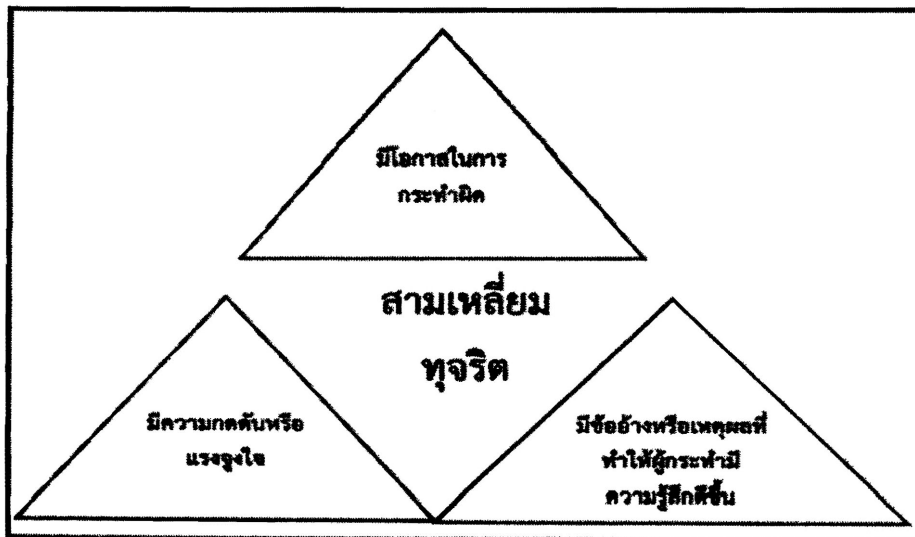 มีโอกาสในการ
กระทำผิด
สามเหลี่ยม
ทุจริต
มีความกดดันหรือ
แรงจูงใจ
มีข้ออ้างหรือเหตุผลที่
ทำให้ผู้กระทำมี
ความรู้สึกดีขึ้น